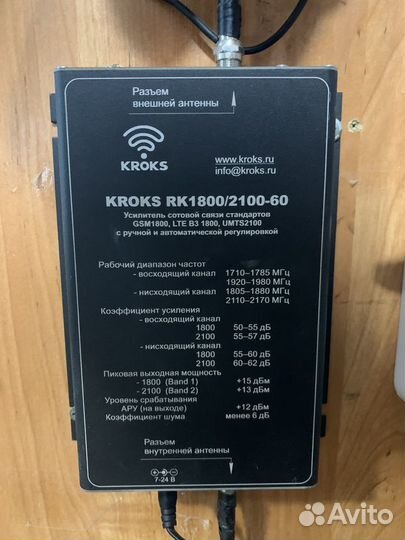 Разъем
внешней антенны
KROKS
www.kroks.ru
info@kroks.ru
KROKS RK1800/2100-60
Усилитель сотовой связи стандартов
GSM1800, LTE B3 1800, UMTS2100
с ручной и автоматической регулировкой
Рабочий диапазон частот
- восходящий канал 1710–1785 МГц
1920–1980 МГц
- нисходящий канал 1805–1880 МГц
2110–2170 МГц
Коэффициент усиления
- восходящий канал
1800 50–55 дБ
2100 55–57 дБ
- нисходящий канал
1800 55–60 дБ
2100 60–62 дБ
Пиковая выходная мощность
- 1800 (Band 1) +15 дБм
- 2100 (Band 2) +13 дБм
Уровень срабатывания
АРУ (на выходе) +12 дБм
Коэффициент шума менее 6 дБ
Разъем
внутренней антенны
7-24 В
Avito